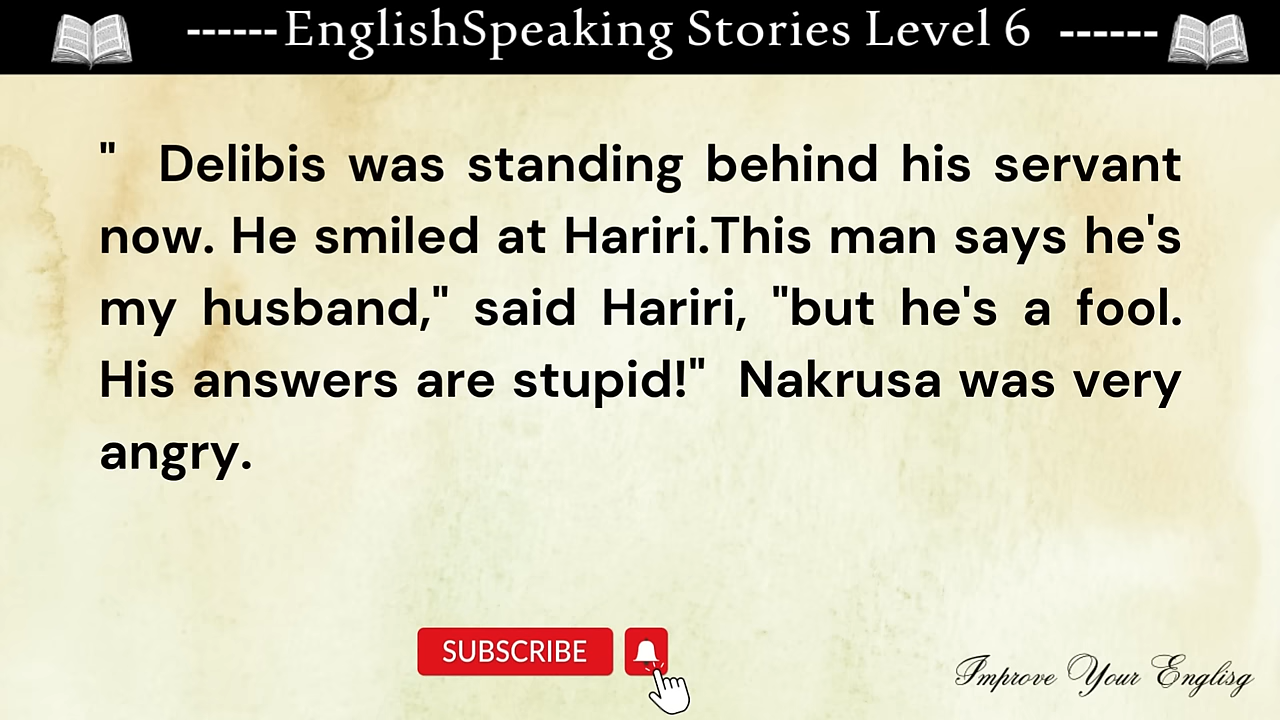 ------EnglishSpeaking Stories Level 6 ------
" Delibis was standing behind his servant
now. He smiled at Hariri.This man says he's
my husband," said Hariri, "but he's a fool.
His answers are stupid!" Nakrusa was very
angry.
SUBSCRIBE
Improve Your Englisg